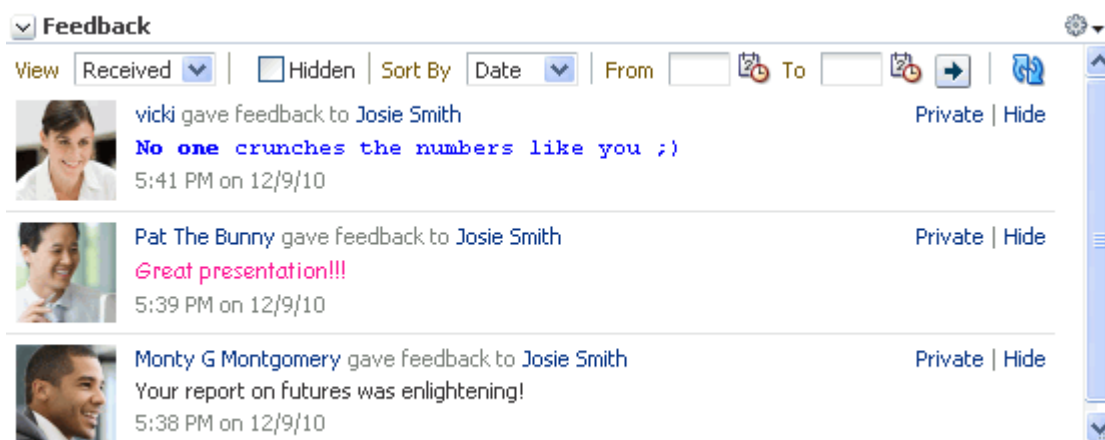 Feedback
View Received Hidden Sort By Date From To
vicki gave feedback to Josie Smith Private | Hide
No one crunches the numbers like you ;)
5:41 PM on 12/9/10
Pat The Bunny gave feedback to Josie Smith Private | Hide
Great presentation!!!
5:39 PM on 12/9/10
Monty G Montgomery gave feedback to Josie Smith Private | Hide
Your report on futures was enlightening!
5:38 PM on 12/9/10